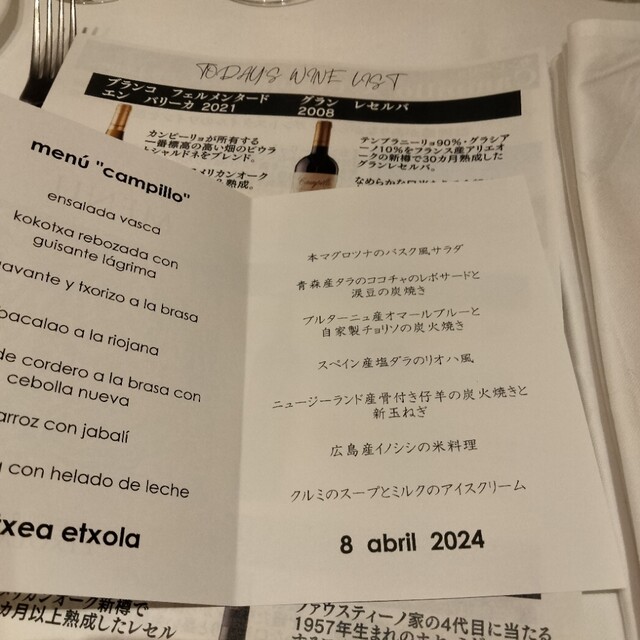 TODAYS WINE LIST
ブランコ フェルメンタード
エン バリーカ 2021
グラン レセルバ
2008
カンピーリョが所有する
一番標高の高い畑のビウラ
シャルドネをブレンド。
メリカンオーク
熟成。
テンプラニーリョ90%・グラシア
ーノ10%をフランス産アリエオ
ークの新樽で30カ月熟成した
グランレセルバ。
menú "campillo"
ensalada vasca
kokotxa rebozada con
guisante lágrima
gavante y txorizo a la brasa
bacalao a la riojana
de cordero a la brasa con
cebolla nueva
arroz con jabalí
con helado de leche
txea etxola
本マグロツナのバスク風サラダ
青森産タラのココチャのレボサードと
涙豆の炭焼き
ブルターニュ産オマールブルーと
自家製チョリソの炭火焼き
スペイン産塩ダラのリオハ風
ニュージーランド産骨付き仔羊の炭火焼きと
新玉ねぎ
広島産イノシシの米料理
クルミのスープとミルクのアイスクリーム
8 abril 2024
リカンオーク新樽で
カ月以上熟成したレセル
ファウスティーノ家の4代目に当たる
1957年生まれの